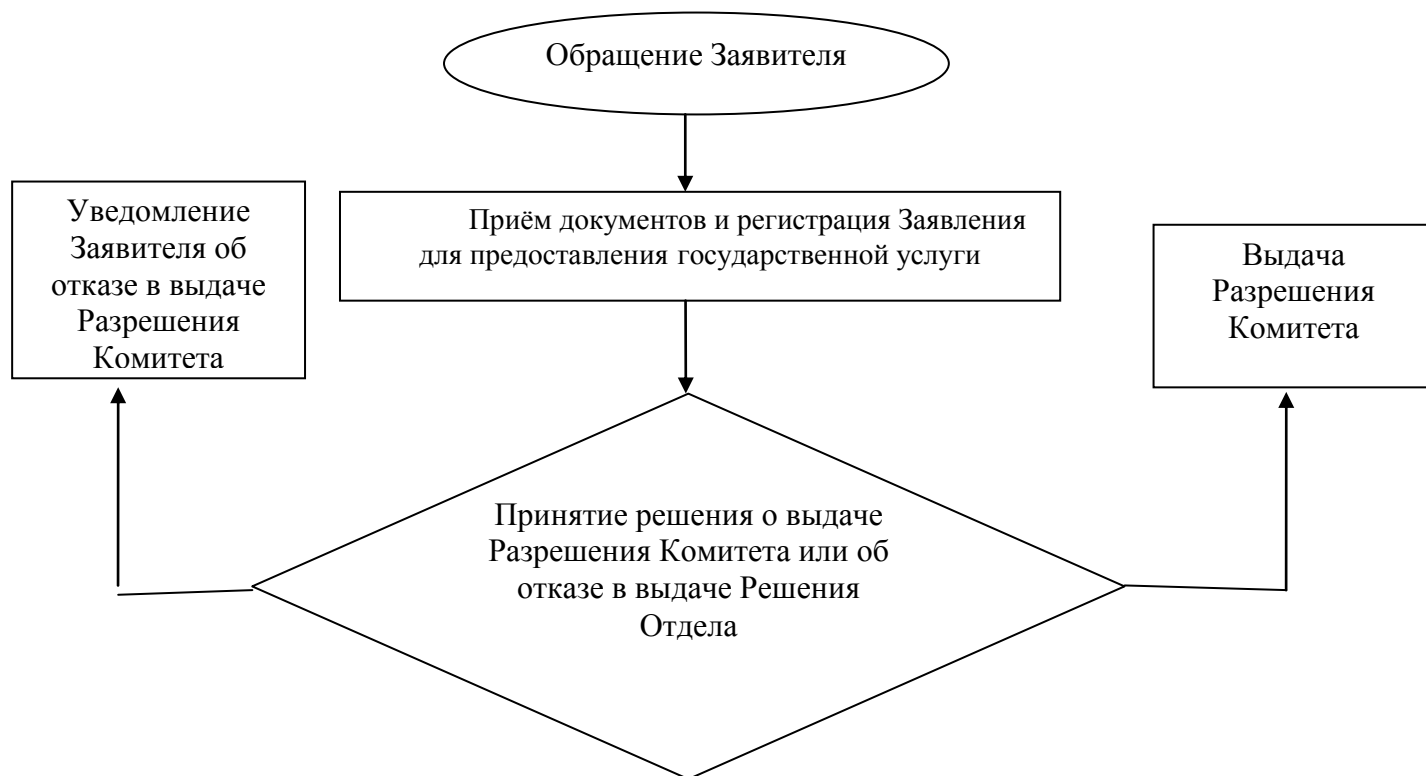 Обращение Заявителя
Уведомление
Заявителя об
отказе в выдаче
Разрешения
Комитета
Приём документов и регистрация Заявления
для предоставления государственной услуги
Выдача
Разрешения
Комитета
Принятие решения о выдаче
Разрешения Комитета или об
отказе в выдаче Решения
Отдела